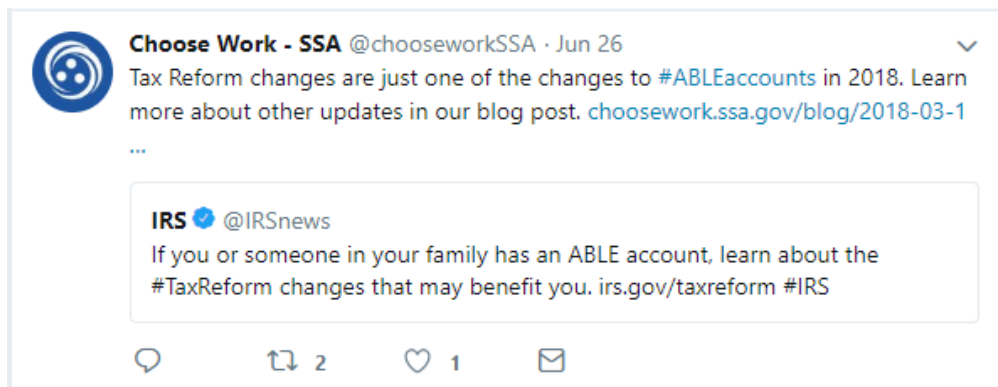 Choose Work - SSA @chooseworkSSA · Jun 26
Tax Reform changes are just one of the changes to #ABLEaccounts in 2018. Learn
more about other updates in our blog post. choosework.ssa.gov/blog/2018-03-1
...
IRS @IRSnews
If you or someone in your family has an ABLE account, learn about the
#TaxReform changes that may benefit you. irs.gov/taxreform #IRS
2 1